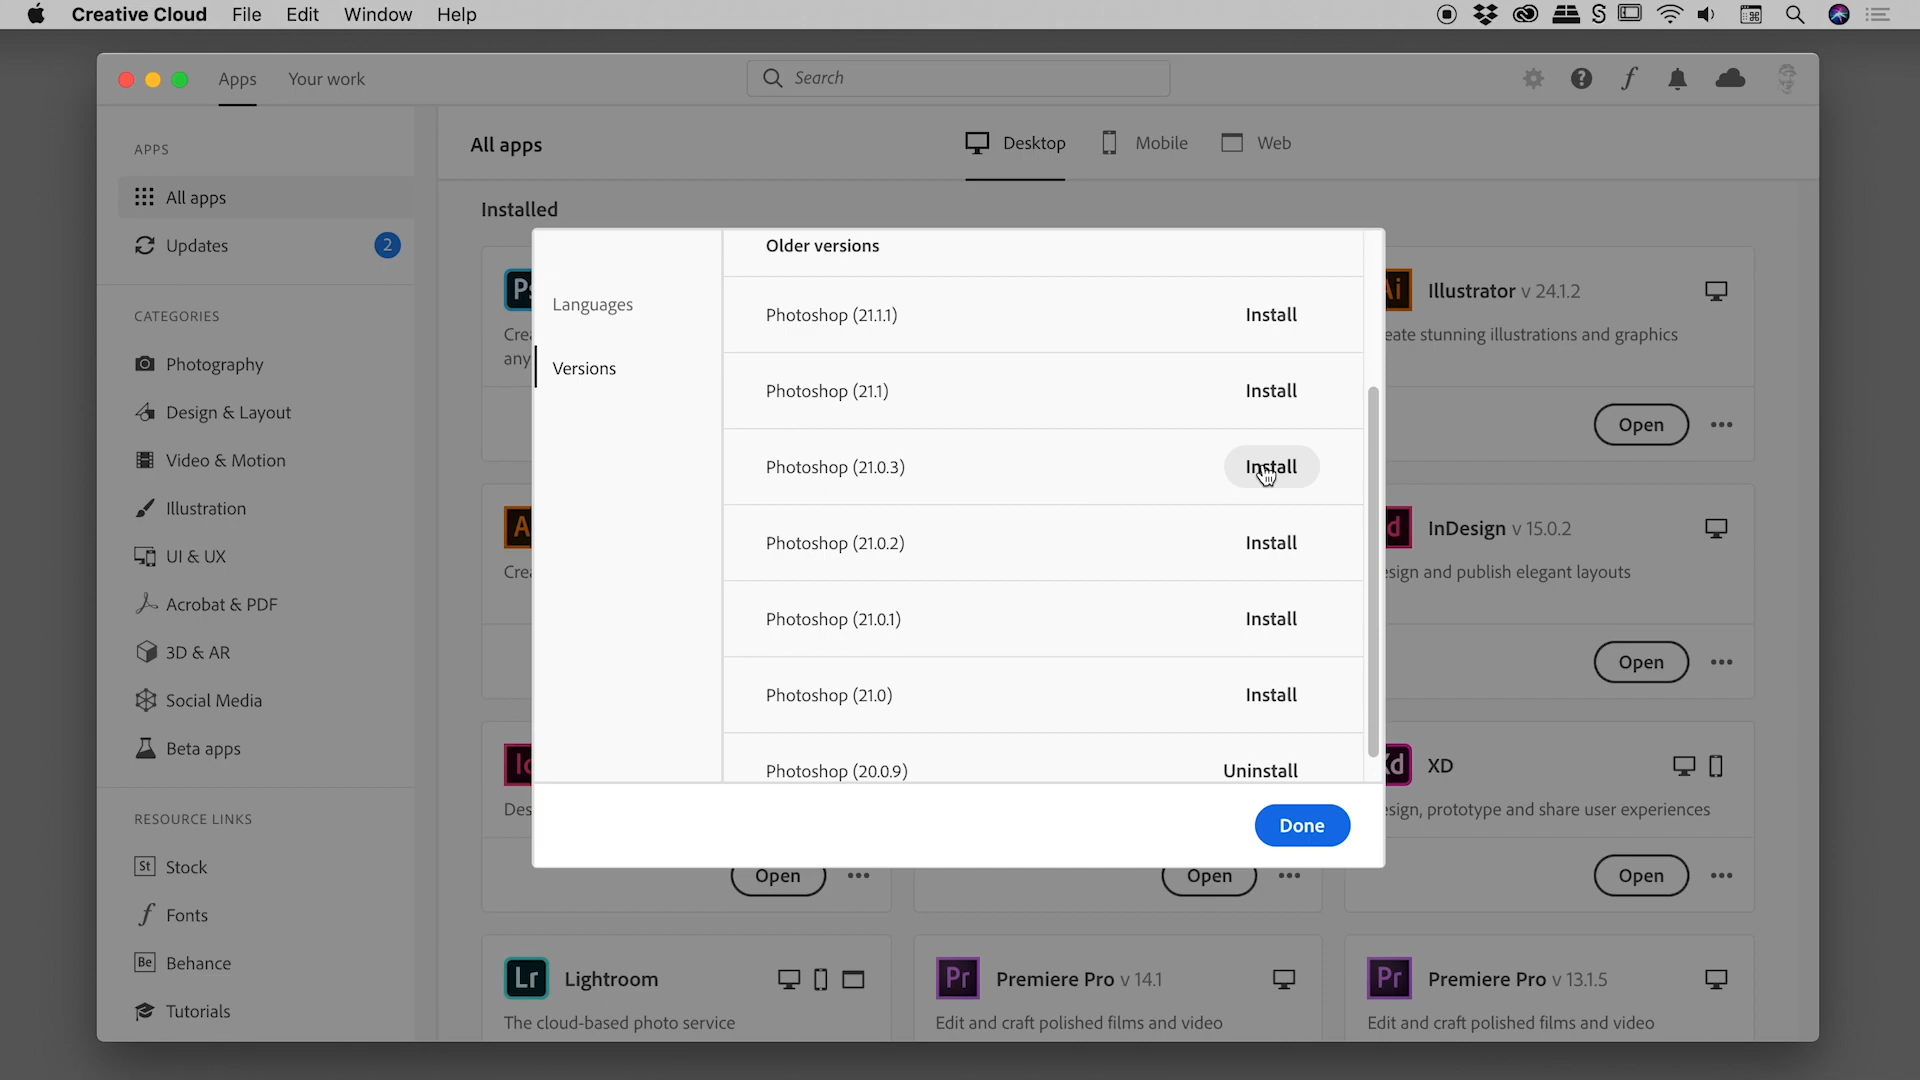 Creative Cloud File Edit Window Help
Apps Your work
Search
APPS
All apps
Updates 2
CATEGORIES
Photography
Design & Layout
Video & Motion
Illustration
UI & UX
Acrobat & PDF
3D & AR
Social Media
Beta apps
RESOURCE LINKS
St Stock
Fonts
Be Behance
Tutorials
All apps
Desktop Mobile Web
Installed
Older versions
Languages
Versions
Photoshop (21.1.1) Install
Photoshop (21.1) Install
Photoshop (21.0.3) Install
Photoshop (21.0.2) Install
Photoshop (21.0.1) Install
Photoshop (21.0) Install
Photoshop (20.0.9) Uninstall
Done
Illustrator v 24.1.2
eate stunning illustrations and graphics
Open
InDesign v 15.0.2
sign and publish elegant layouts
Open
Xd XD
sign, prototype and share user experiences
Open Open Open
Lr Lightroom
The cloud-based photo service
Pr Premiere Pro v 14.1
Edit and craft polished films and video
Pr Premiere Pro v 13.1.5
Edit and craft polished films and video